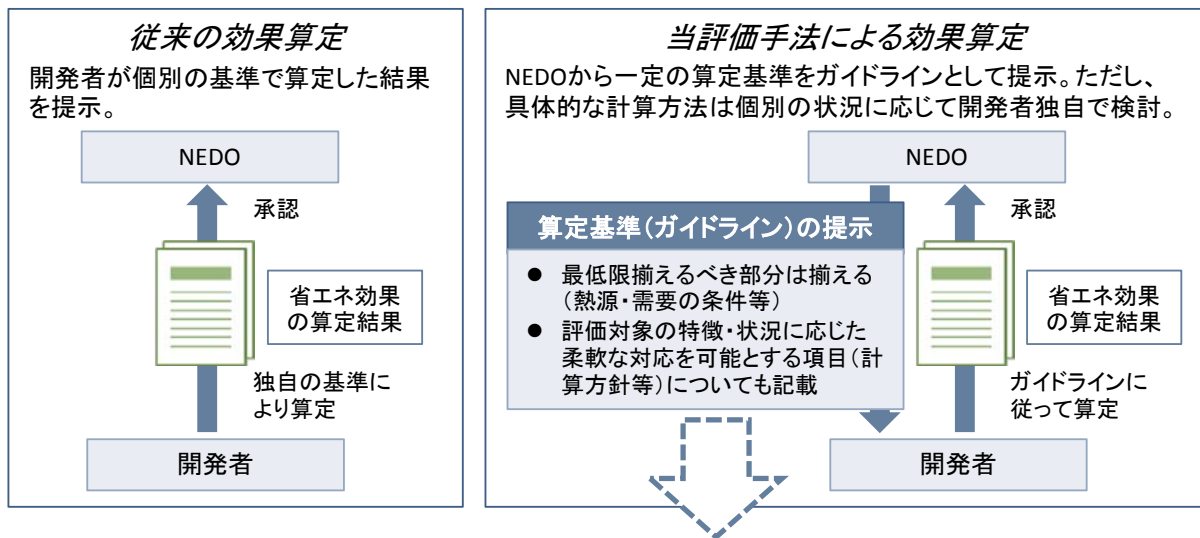 従来の効果算定
開発者が個別の基準で算定した結果
を提示。
NEDO
承認
省エネ効果
の算定結果
独自の基準に
より算定
開発者
当評価手法による効果算定
NEDOから一定の算定基準をガイドラインとして提示。ただし、
具体的な計算方法は個別の状況に応じて開発者独自で検討。
NEDO
承認
算定基準(ガイドライン)の提示
● 最低限揃えるべき部分は揃える
(熱源・需要の条件等)
● 評価対象の特徴・状況に応じた
柔軟な対応を可能とする項目(計
算方針等)についても記載
省エネ効果
の算定結果
ガイドラインに
従って算定
開発者